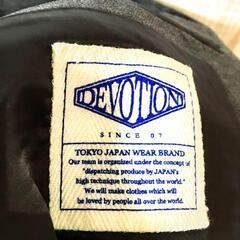 DEVOTION
SINCE 07
TOKYO JAPAN WEAR BRAND
Our team is organized under the concept of
"dispatching produce by JAPAN's
high technique throughout the world."
We will make clothes which will
be loved by people all over the world.